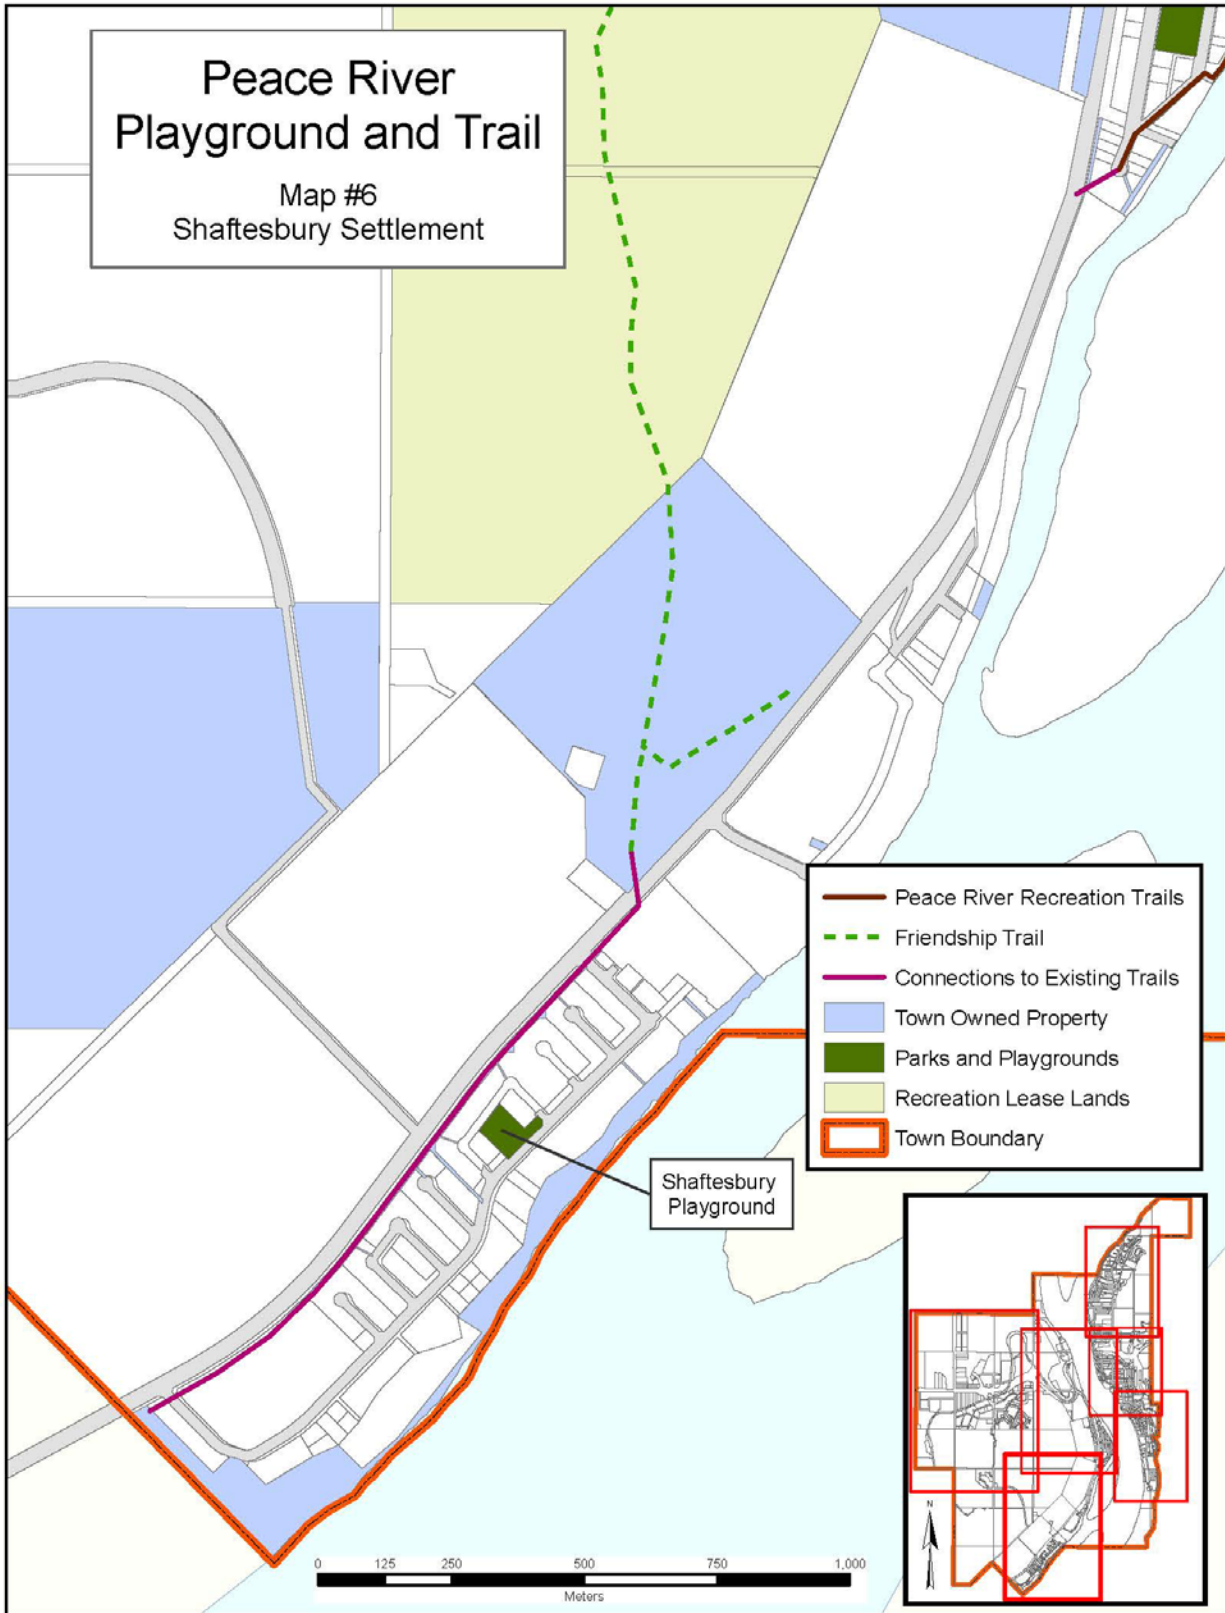 Peace River
Playground and Trail
Map #6
Shaftesbury Settlement
Peace River Recreation Trails
Friendship Trail
Connections to Existing Trails
Town Owned Property
Parks and Playgrounds
Recreation Lease Lands
Town Boundary
Shaftesbury
Playground
N
0 125 250 500 750 1,000
Meters